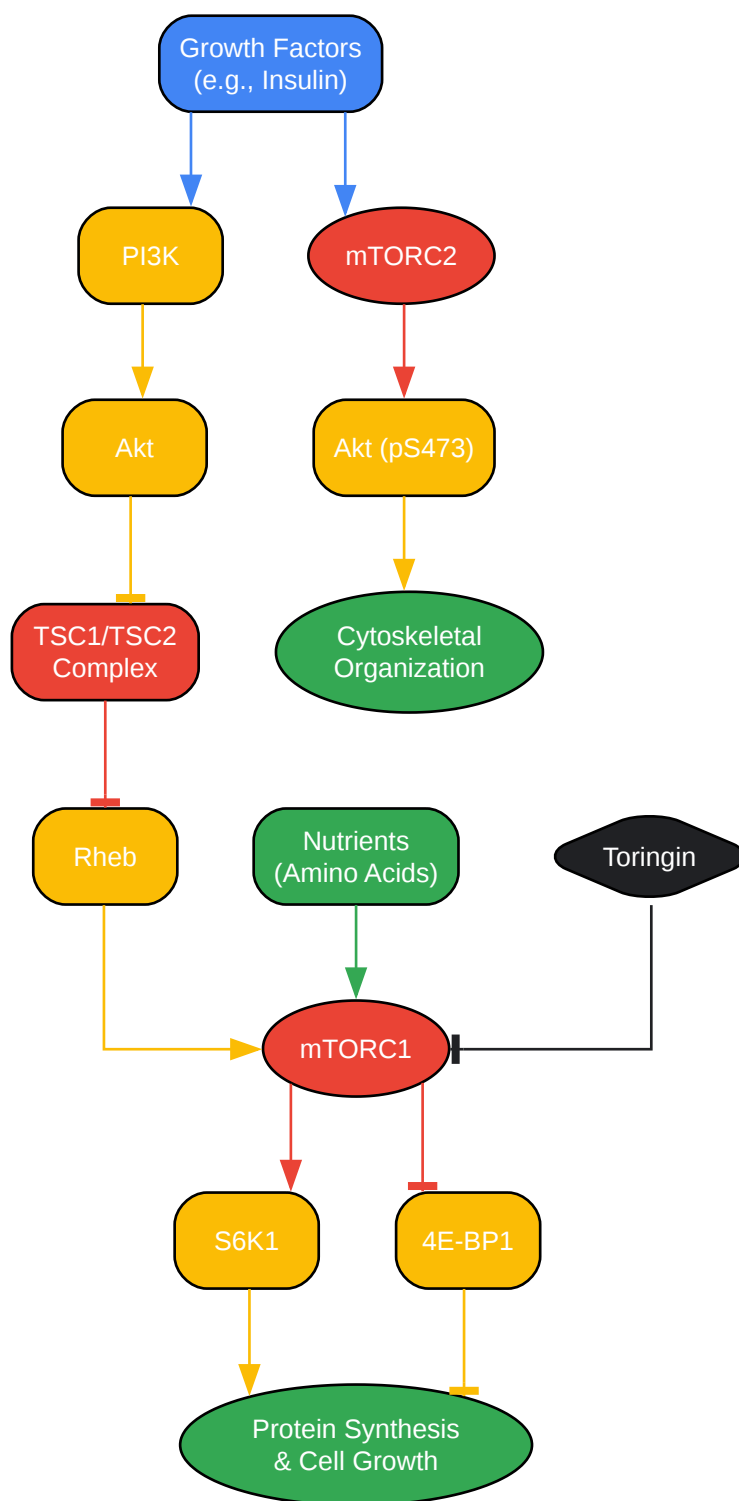 Growth Factors
(e.g., Insulin)
PI3K
mTORC2
Akt
Akt (pS473)
TSC1/TSC2
Complex
Cytoskeletal
Organization
Rheb
Nutrients
(Amino Acids)
Toringin
mTORC1
S6K1
4E-BP1
Protein Synthesis
& Cell Growth